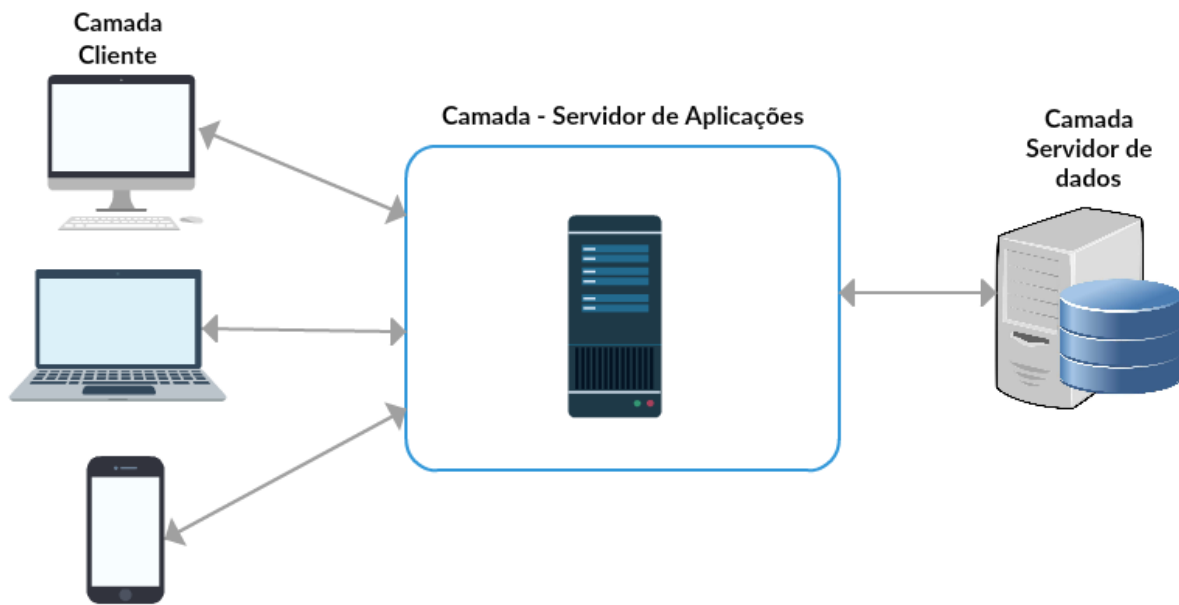 Camada
Cliente
Camada - Servidor de Aplicações
Camada
Servidor de
dados